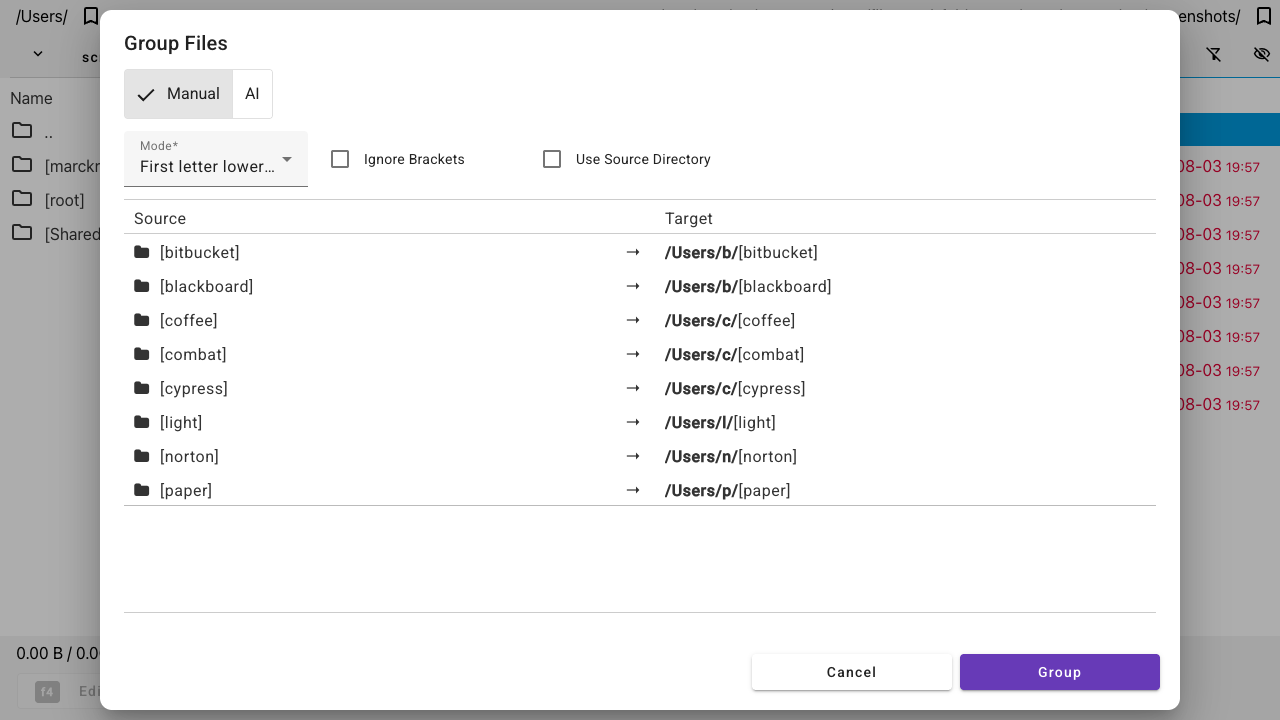 /Users/
enshots/
Group Files
Manual
AI
Name
Mode*
First letter lower...
Ignore Brackets
Use Source Directory
..
[marckr
[root]
[Shared
Source
Target
[bitbucket] → /Users/b/[bitbucket]
[blackboard] → /Users/b/[blackboard]
[coffee] → /Users/c/[coffee]
[combat] → /Users/c/[combat]
[cypress] → /Users/c/[cypress]
[light] → /Users/l/[light]
[norton] → /Users/n/[norton]
[paper] → /Users/p/[paper]
08-03 19:57
08-03 19:57
08-03 19:57
08-03 19:57
08-03 19:57
08-03 19:57
08-03 19:57
08-03 19:57
0.00 B / 0.0
f4 Edi
Cancel
Group